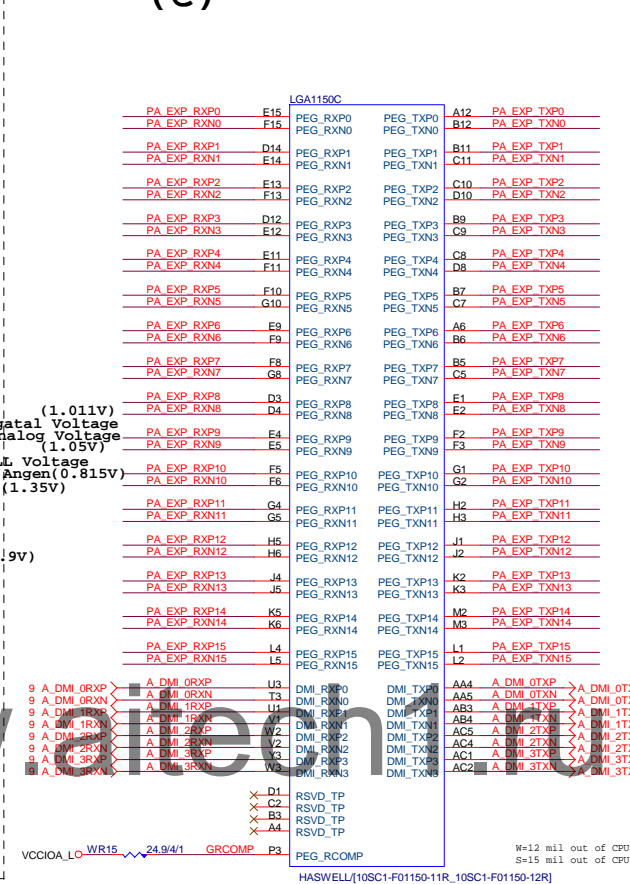 (C)
LGA1150C
PA_EXP_RXP0 E15 PEG_RXP0 PEG_TXP0 A12 PA_EXP_TXP0
PA_EXP_RXN0 F15 PEG_RXN0 PEG_TXN0 B12 PA_EXP_TXN0
PA_EXP_RXP1 D14 PEG_RXP1 PEG_TXP1 B11 PA_EXP_TXP1
PA_EXP_RXN1 E14 PEG_RXN1 PEG_TXN1 C11 PA_EXP_TXN1
PA_EXP_RXP2 E13 PEG_RXP2 PEG_TXP2 C10 PA_EXP_TXP2
PA_EXP_RXN2 F13 PEG_RXN2 PEG_TXN2 D10 PA_EXP_TXN2
PA_EXP_RXP3 D12 PEG_RXP3 PEG_TXP3 B9 PA_EXP_TXP3
PA_EXP_RXN3 E12 PEG_RXN3 PEG_TXN3 C9 PA_EXP_TXN3
PA_EXP_RXP4 E11 PEG_RXP4 PEG_TXP4 C8 PA_EXP_TXP4
PA_EXP_RXN4 F11 PEG_RXN4 PEG_TXN4 D8 PA_EXP_TXN4
PA_EXP_RXP5 F10 PEG_RXP5 PEG_TXP5 B7 PA_EXP_TXP5
PA_EXP_RXN5 G10 PEG_RXN5 PEG_TXN5 C7 PA_EXP_TXN5
PA_EXP_RXP6 E9 PEG_RXP6 PEG_TXP6 A6 PA_EXP_TXP6
PA_EXP_RXN6 F9 PEG_RXN6 PEG_TXN6 B6 PA_EXP_TXN6
PA_EXP_RXP7 F8 PEG_RXP7 PEG_TXP7 B5 PA_EXP_TXP7
PA_EXP_RXN7 G8 PEG_RXN7 PEG_TXN7 C5 PA_EXP_TXN7
PA_EXP_RXP8 D3 PEG_RXP8 PEG_TXP8 E1 PA_EXP_TXP8
PA_EXP_RXN8 D4 PEG_RXN8 PEG_TXN8 E2 PA_EXP_TXN8
(1.011V)
gatal Voltage
nalog Voltage
(1.05V)
PA_EXP_RXP9 E4 PEG_RXP9 PEG_TXP9 F2 PA_EXP_TXP9
PA_EXP_RXN9 E5 PEG_RXN9 PEG_TXN9 F3 PA_EXP_TXN9
LL Voltage
Angen(0.815V)
(1.35V)
PA_EXP_RXP10 F5 PEG_RXP10 PEG_TXP10 G1 PA_EXP_TXP10
PA_EXP_RXN10 F6 PEG_RXN10 PEG_TXN10 G2 PA_EXP_TXN10
PA_EXP_RXP11 G4 PEG_RXP11 PEG_TXP11 H2 PA_EXP_TXP11
PA_EXP_RXN11 G5 PEG_RXN11 PEG_TXN11 H3 PA_EXP_TXN11
PA_EXP_RXP12 H5 PEG_RXP12 PEG_TXP12 J1 PA_EXP_TXP12
PA_EXP_RXN12 H6 PEG_RXN12 PEG_TXN12 J2 PA_EXP_TXN12
.9V)
PA_EXP_RXP13 J4 PEG_RXP13 PEG_TXP13 K2 PA_EXP_TXP13
PA_EXP_RXN13 J5 PEG_RXN13 PEG_TXN13 K3 PA_EXP_TXN13
PA_EXP_RXP14 K5 PEG_RXP14 PEG_TXP14 M2 PA_EXP_TXP14
PA_EXP_RXN14 K6 PEG_RXN14 PEG_TXN14 M3 PA_EXP_TXN14
PA_EXP_RXP15 L4 PEG_RXP15 PEG_TXP15 L1 PA_EXP_TXP15
PA_EXP_RXN15 L5 PEG_RXN15 PEG_TXN15 L2 PA_EXP_TXN15
9 A_DMI_0RXP A_DMI_0RXP U3 DMI_RXP0 DMI_TXP0 AA4 A_DMI_0TXP A_DMI_0TX
9 A_DMI_0RXN A_DMI_0RXN T3 DMI_RXN0 DMI_TXN0 AA5 A_DMI_0TXN A_DMI_0TX
9 A_DMI_1RXP A_DMI_1RXP U1 DMI_RXP1 DMI_TXP1 AB3 A_DMI_1TXP A_DMI_1TX
9 A_DMI_1RXN A_DMI_1RXN V1 DMI_RXN1 DMI_TXN1 AB4 A_DMI_1TXN A_DMI_1TX
9 A_DMI_2RXP A_DMI_2RXP W2 DMI_RXP2 DMI_TXP2 AC5 A_DMI_2TXP A_DMI_2TX
9 A_DMI_2RXN A_DMI_2RXN V2 DMI_RXN2 DMI_TXN2 AC4 A_DMI_2TXN A_DMI_2TX
9 A_DMI_3RXP A_DMI_3RXP Y3 DMI_RXP3 DMI_TXP3 AC1 A_DMI_3TXP A_DMI_3TX
9 A_DMI_3RXN A_DMI_3RXN W3 DMI_RXN3 DMI_TXN3 AC2 A_DMI_3TXN A_DMI_3TX
D1 RSVD_TP
C2 RSVD_TP
B3 RSVD_TP
A4 RSVD_TP
VCCIOA_L WR15 24.9/4/1 GRCOMP P3 PEG_RCOMP
W=12 mil out of CPU
S=15 mil out of CPU
HASWELL/[10SC1-F01150-11R_10SC1-F01150-12R]